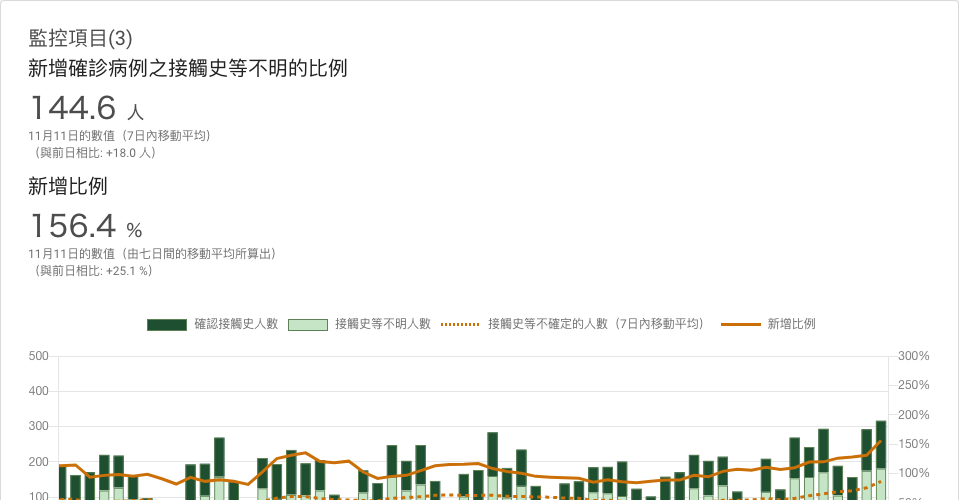 監控項目(3)
新增確診病例之接觸史等不明的比例
144.6 人
11月11日的數值（7日內移動平均）
（與前日相比: +18.0 人）
新增比例
156.4 %
11月11日的數值（由七日間的移動平均所算出）
（與前日相比: +25.1 %）
確認接觸史人數 接觸史等不明人數 接觸史等不確定的人數（7日內移動平均） 新增比例
500 300%
250%
400
200%
300
150%
200
100%
100